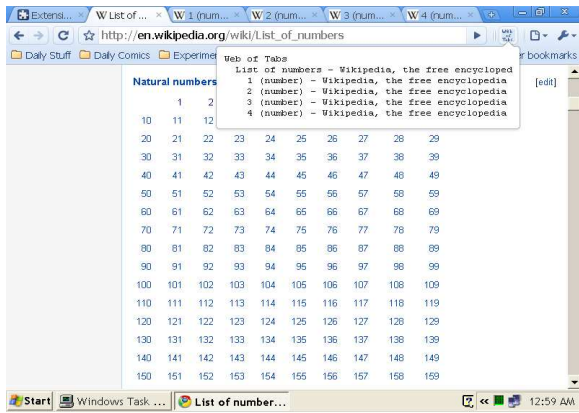 Extensi...
W List of ...
W 1 (num...
W 2 (num
W 3 (num...
W 4 (num...
http://en.wikipedia.org/wiki/List_of_numbers
Daily Stuff
Daily Comics
bookmarks
Web of Tabs
List of numbers - Wikipedia, the free encycloped
1 (number) - Wikipedia, the free encyclopedia
2 (number) - Wikipedia, the free encyclopedia
3 (number) - Wikipedia, the free encyclopedia
4 (number) - Wikipedia, the free encyclopedia
Natural numbers
[edit]
1 2
10 11 12
20 21 22 23 24 25 26 27 28 29
30 31 32 33 34 35 36 37 38 39
40 41 42 43 44 45 46 47 48 49
50 51 52 53 54 55 56 57 58 59
60 61 62 63 64 65 66 67 68 69
70 71 72 73 74 75 76 77 78 79
80 81 82 83 84 85 86 87 88 89
90 91 92 93 94 95 96 97 98 99
100 101 102 103 104 105 106 107 108 109
110 111 112 113 114 115 116 117 118 119
120 121 122 123 124 125 126 127 128 129
130 131 132 133 134 135 136 137 138 139
140 141 142 143 144 145 146 147 148 149
150 151 152 153 154 155 156 157 158 159
Start
Windows Task ...
List of number...
12:59 AM